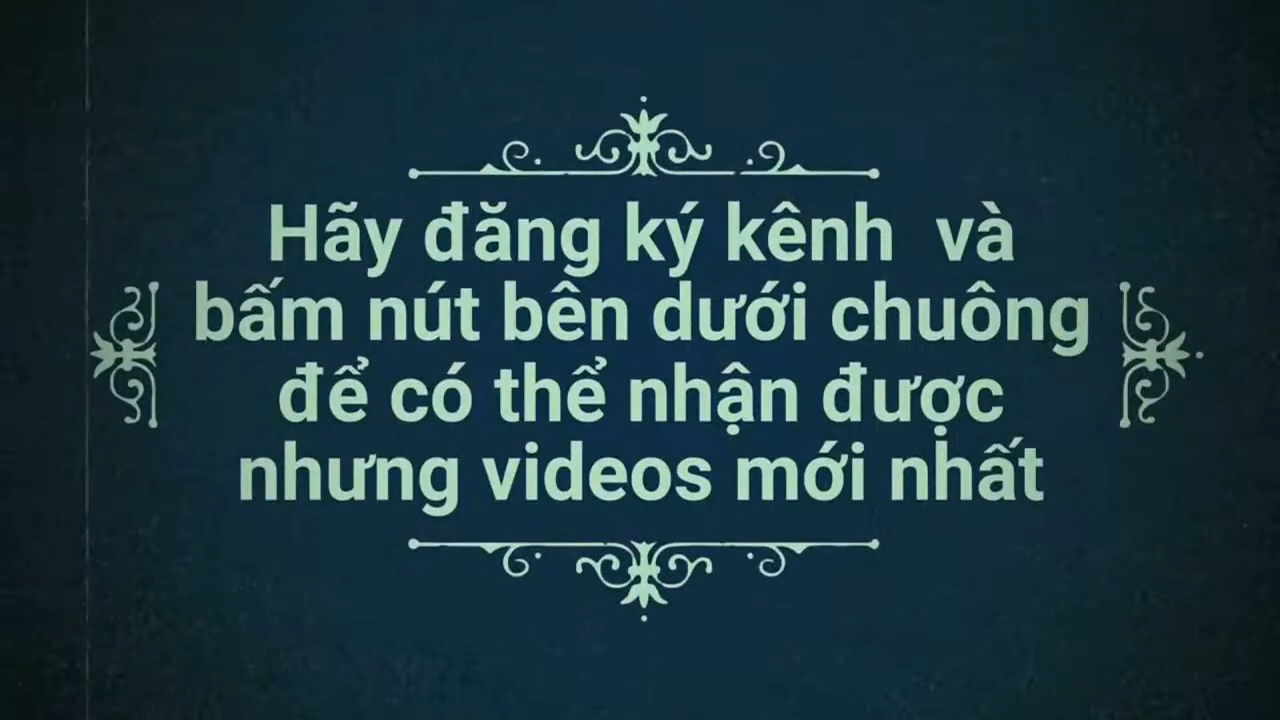 Hãy đăng ký kênh  và
bấm nút bên dưới chuông
để có thể nhận được
nhưng videos mới nhất